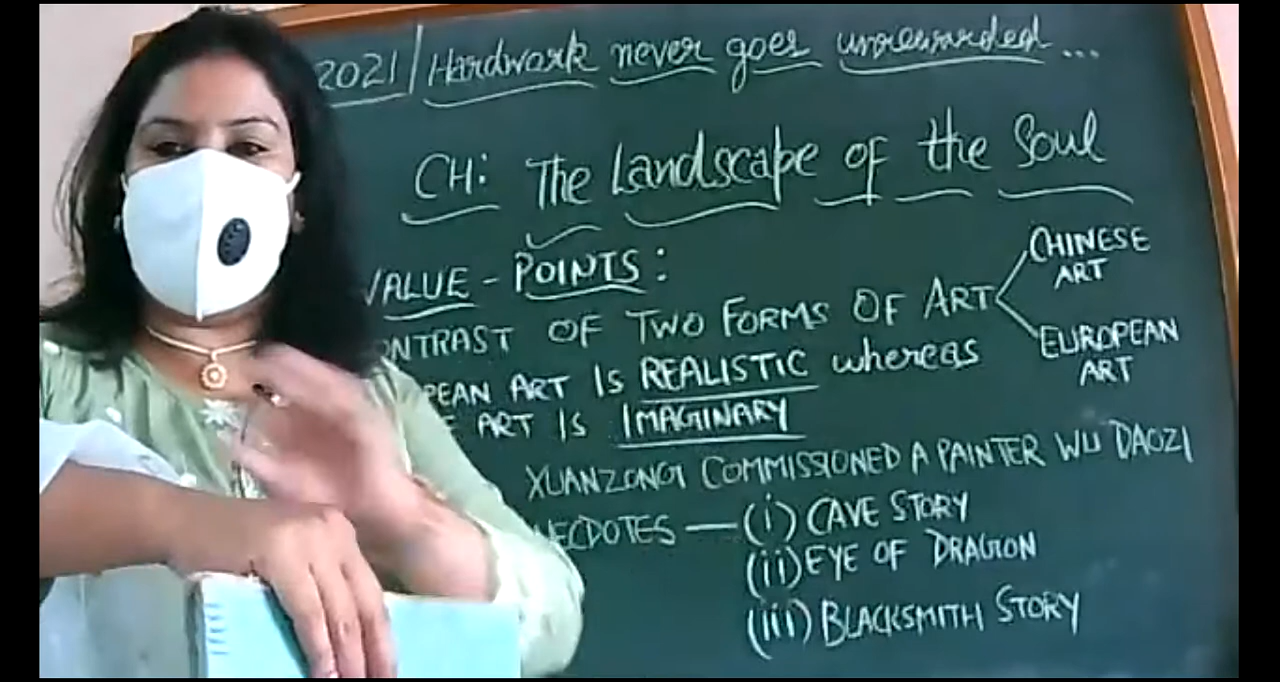 2021 / Hardwork never goes unrewarded...
CH: The Landscape of the Soul
VALUE - POINTS:
NTRAST OF TWO FORMS OF ART
CHINESE
ART
EUROPEAN
ART
PEAN ART IS REALISTIC whereas
E ART IS IMAGINARY
XUANZONG COMMISSIONED A PAINTER WU DAOZI
NECDOTES — (i) CAVE STORY
(ii) EYE OF DRAGON
(iii) BLACKSMITH STORY